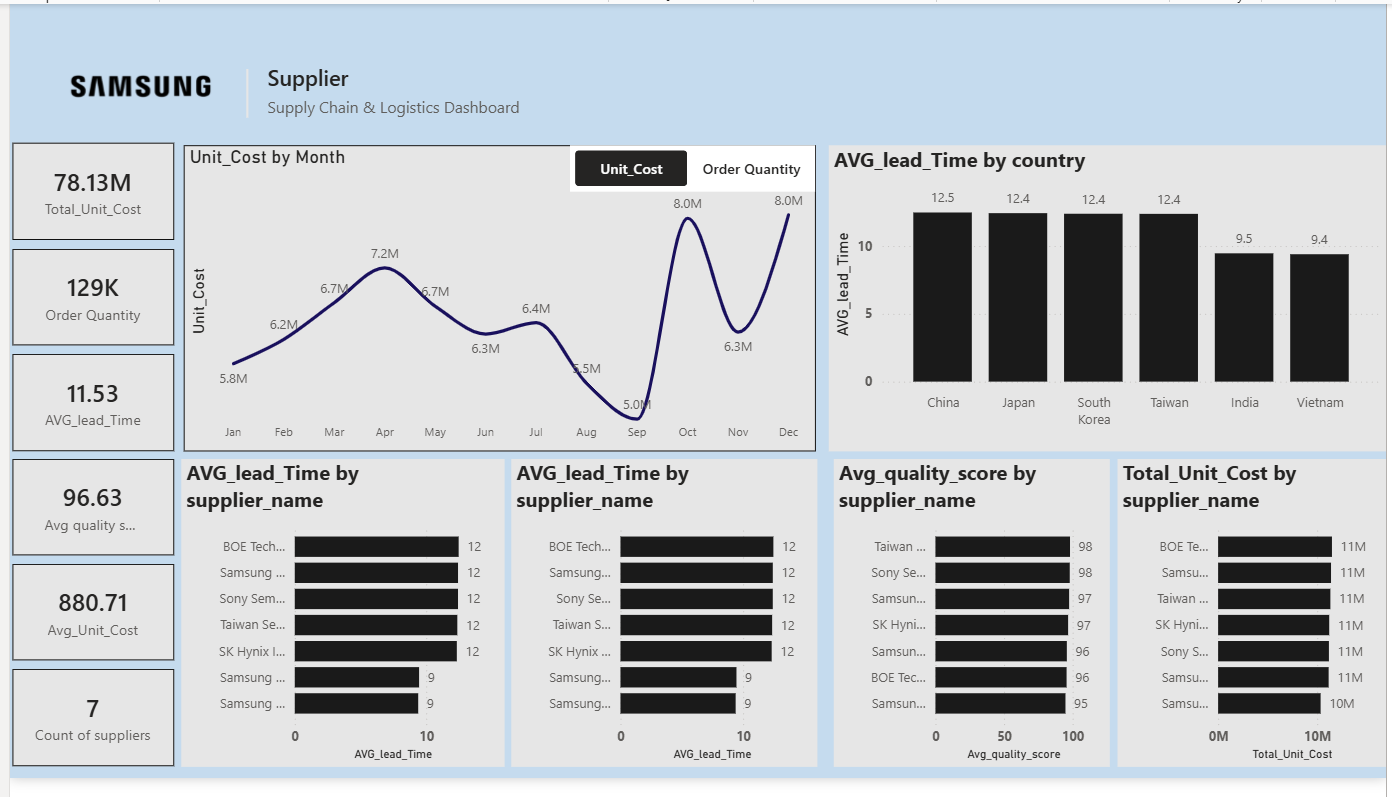 SAMSUNG
Supplier
Supply Chain & Logistics Dashboard
78.13M
Total_Unit_Cost
129K
Order Quantity
11.53
AVG_lead_Time
96.63
Avg quality s...
880.71
Avg_Unit_Cost
7
Count of suppliers
Unit_Cost by Month
Unit_Cost
Order Quantity
Unit_Cost
5.8M
6.2M
6.7M
7.2M
6.7M
6.3M
6.4M
5.5M
5.0M
8.0M
6.3M
8.0M
Jan Feb Mar Apr May Jun Jul Aug Sep Oct Nov Dec
AVG_lead_Time by country
AVG_lead_Time
10
5
0
12.5 12.4 12.4 12.4 9.5 9.4
China Japan South Korea Taiwan India Vietnam
AVG_lead_Time by
supplier_name
BOE Tech... 12
Samsung ... 12
Sony Sem... 12
Taiwan Se... 12
SK Hynix I... 12
Samsung ... 9
Samsung ... 9
0 10
AVG_lead_Time
AVG_lead_Time by
supplier_name
BOE Tech... 12
Samsung... 12
Sony Se... 12
Taiwan S... 12
SK Hynix ... 12
Samsung... 9
Samsung... 9
0 10
AVG_lead_Time
Avg_quality_score by
supplier_name
Taiwan ... 98
Sony Se... 98
Samsun... 97
SK Hyni... 97
Samsun... 96
BOE Tec... 96
Samsun... 95
0 50 100
Avg_quality_score
Total_Unit_Cost by
supplier_name
BOE Te... 11M
Samsu... 11M
Taiwan ... 11M
SK Hyni... 11M
Sony S... 11M
Samsu... 11M
Samsu... 10M
0M 10M
Total_Unit_Cost